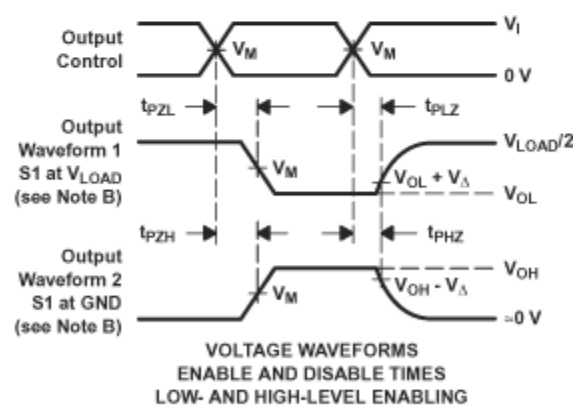 Output
Control
V_I
V_M
V_M
0 V
t_PZL
t_PLZ
Output
Waveform 1
S1 at V_LOAD
(see Note B)
V_LOAD/2
V_M
V_OL + V_Δ
V_OL
t_PZH
t_PHZ
Output
Waveform 2
S1 at GND
(see Note B)
V_OH
V_M
V_OH - V_Δ
≈0 V
VOLTAGE WAVEFORMS
ENABLE AND DISABLE TIMES
LOW- AND HIGH-LEVEL ENABLING